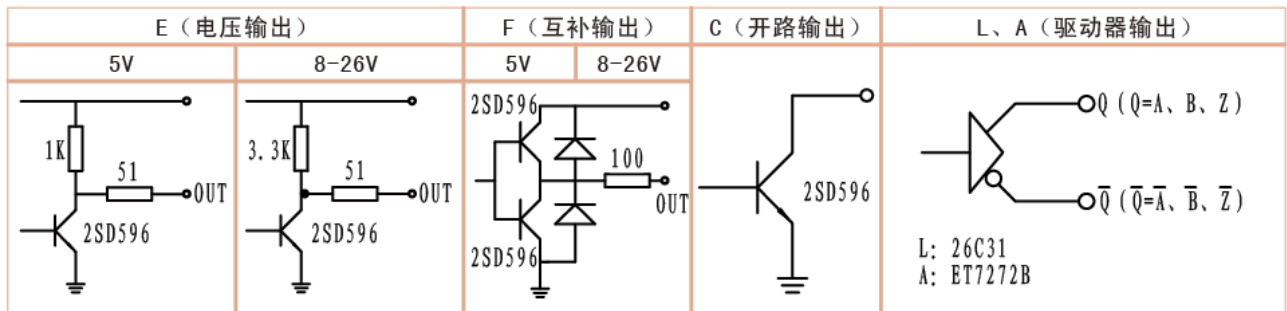 E（电压输出）
F（互补输出）
C（开路输出）
L、A（驱动器输出）
5V
8-26V
5V
8-26V
1K
51
OUT
2SD596
3.3K
51
OUT
2SD596
2SD596
100
OUT
2SD596
2SD596
Q（Q=A、B、Z）
Q̅（Q̅=A̅、B̅、Z̅）
L: 26C31
A: ET7272B